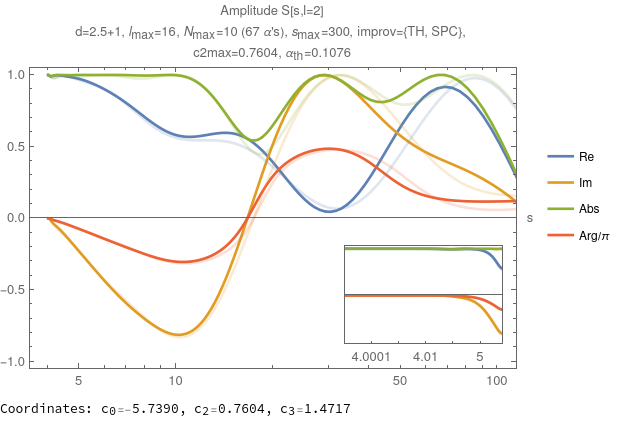 Amplitude S[s,l=2]
d=2.5+1, lmax=16, Nmax=10 (67 α's), smax=300, improv={TH, SPC},
c2max=0.7604, αth=0.1076
1.0
0.5
0.0
-0.5
-1.0
5
10
50
100
s
Re
Im
Abs
Arg/π
4.0001
4.01
5
Coordinates: c0=-5.7390, c2=0.7604, c3=1.4717